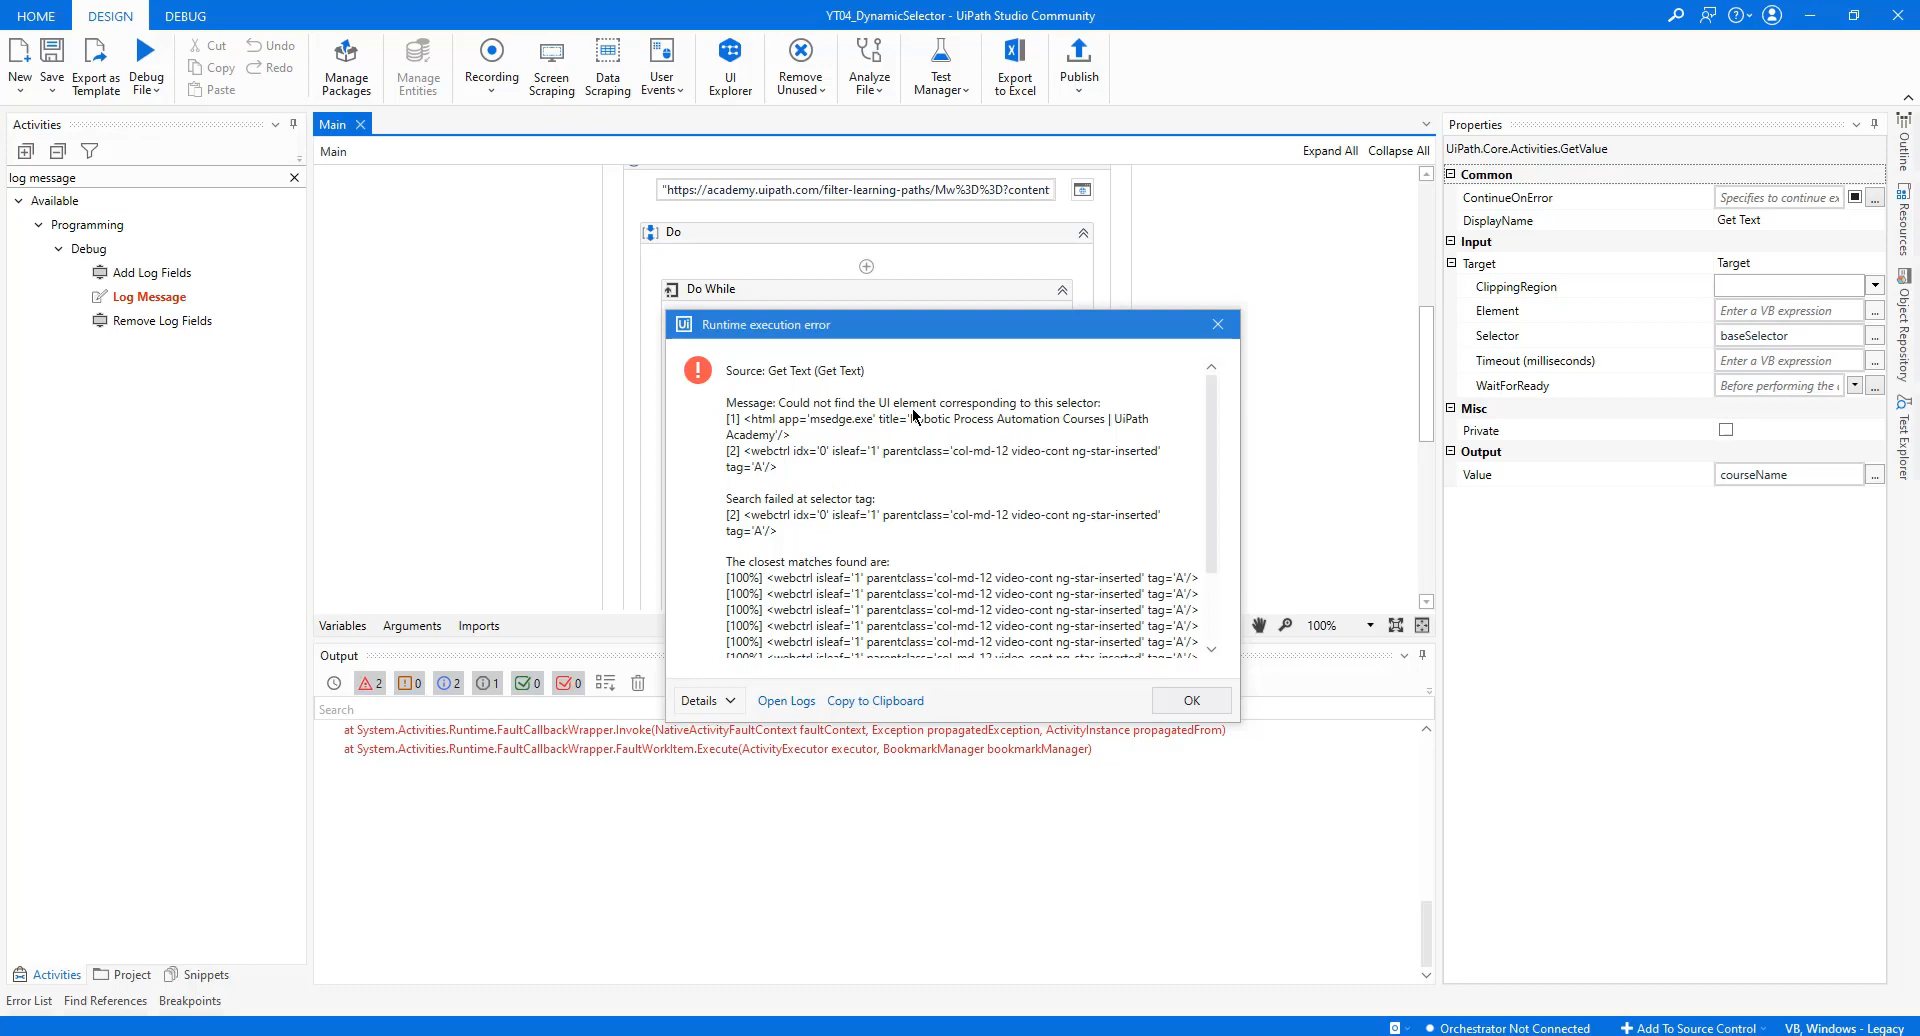 HOME DESIGN DEBUG
YT04_DynamicSelector - UiPath Studio Community
New
Save
Export as
Template
Debug
File
Cut
Copy
Paste
Undo
Redo
Manage
Packages
Manage
Entities
Recording
Screen
Scraping
Data
Scraping
User
Events
UI
Explorer
Remove
Unused
Analyze
File
Test
Manager
Export
to Excel
Publish
Activities
log message
Available
Programming
Debug
Add Log Fields
Log Message
Remove Log Fields
Main
Main
Expand All Collapse All
"https://academy.uipath.com/filter-learning-paths/Mw%3D%3D?content
Do
Do While
Ui Runtime execution error
Source: Get Text (Get Text)
Message: Could not find the UI element corresponding to this selector:
[1] <html app='msedge.exe' title='Robotic Process Automation Courses | UiPath
Academy'/>
[2] <webctrl idx='0' isleaf='1' parentclass='col-md-12 video-cont ng-star-inserted'
tag='A'/>
Search failed at selector tag:
[2] <webctrl idx='0' isleaf='1' parentclass='col-md-12 video-cont ng-star-inserted'
tag='A'/>
The closest matches found are:
[100%] <webctrl isleaf='1' parentclass='col-md-12 video-cont ng-star-inserted' tag='A'/>
[100%] <webctrl isleaf='1' parentclass='col-md-12 video-cont ng-star-inserted' tag='A'/>
[100%] <webctrl isleaf='1' parentclass='col-md-12 video-cont ng-star-inserted' tag='A'/>
[100%] <webctrl isleaf='1' parentclass='col-md-12 video-cont ng-star-inserted' tag='A'/>
[100%] <webctrl isleaf='1' parentclass='col-md-12 video-cont ng-star-inserted' tag='A'/>
Details Open Logs Copy to Clipboard OK
Variables Arguments Imports
100%
Output
2 0 2 1 0 0
Search
at System.Activities.Runtime.FaultCallbackWrapper.Invoke(NativeActivityFaultContext faultContext, Exception propagatedException, ActivityInstance propagatedFrom)
at System.Activities.Runtime.FaultCallbackWrapper.FaultWorkItem.Execute(ActivityExecutor executor, BookmarkManager bookmarkManager)
Properties
UiPath.Core.Activities.GetValue
Common
ContinueOnError Specifies to continue ex ...
DisplayName Get Text
Input
Target Target
ClippingRegion
Element Enter a VB expression ...
Selector baseSelector ...
Timeout (milliseconds) Enter a VB expression ...
WaitForReady Before performing the ...
Misc
Private
Output
Value courseName ...
Outline
Resources
Object Repository
Test Explorer
Activities Project Snippets
Error List Find References Breakpoints
Orchestrator Not Connected Add To Source Control VB, Windows - Legacy